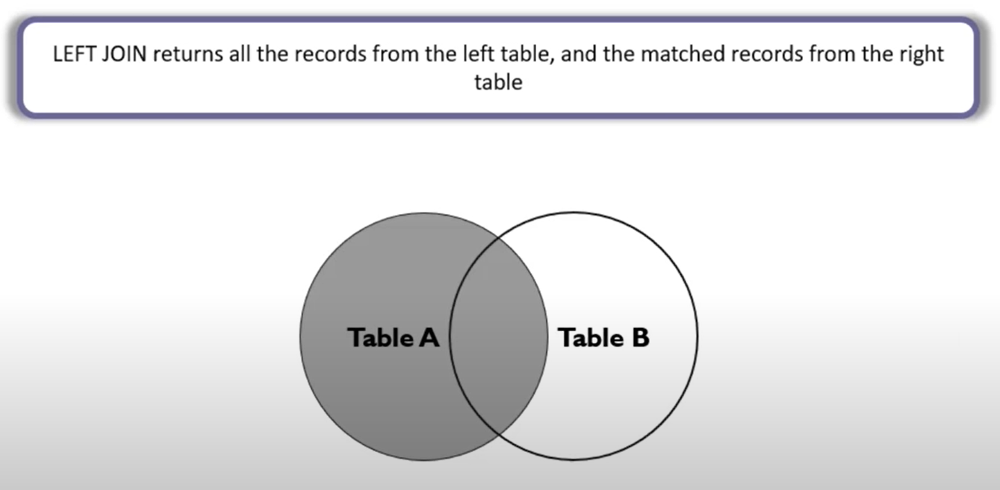 LEFT JOIN returns all the records from the left table, and the matched records from the right
table
Table A
Table B